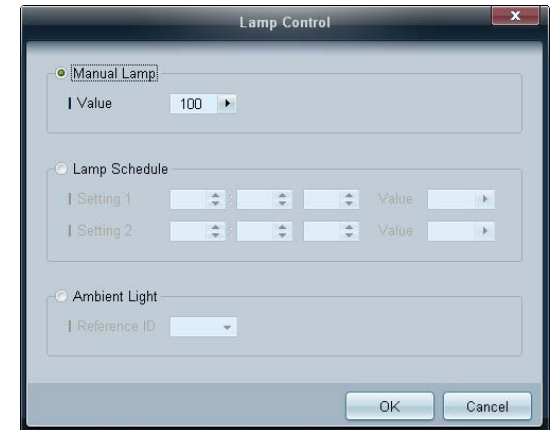 Lamp Control
x
Manual Lamp
Value 100
Lamp Schedule
Setting 1 : Value
Setting 2 : Value
Ambient Light
Reference ID
OK Cancel